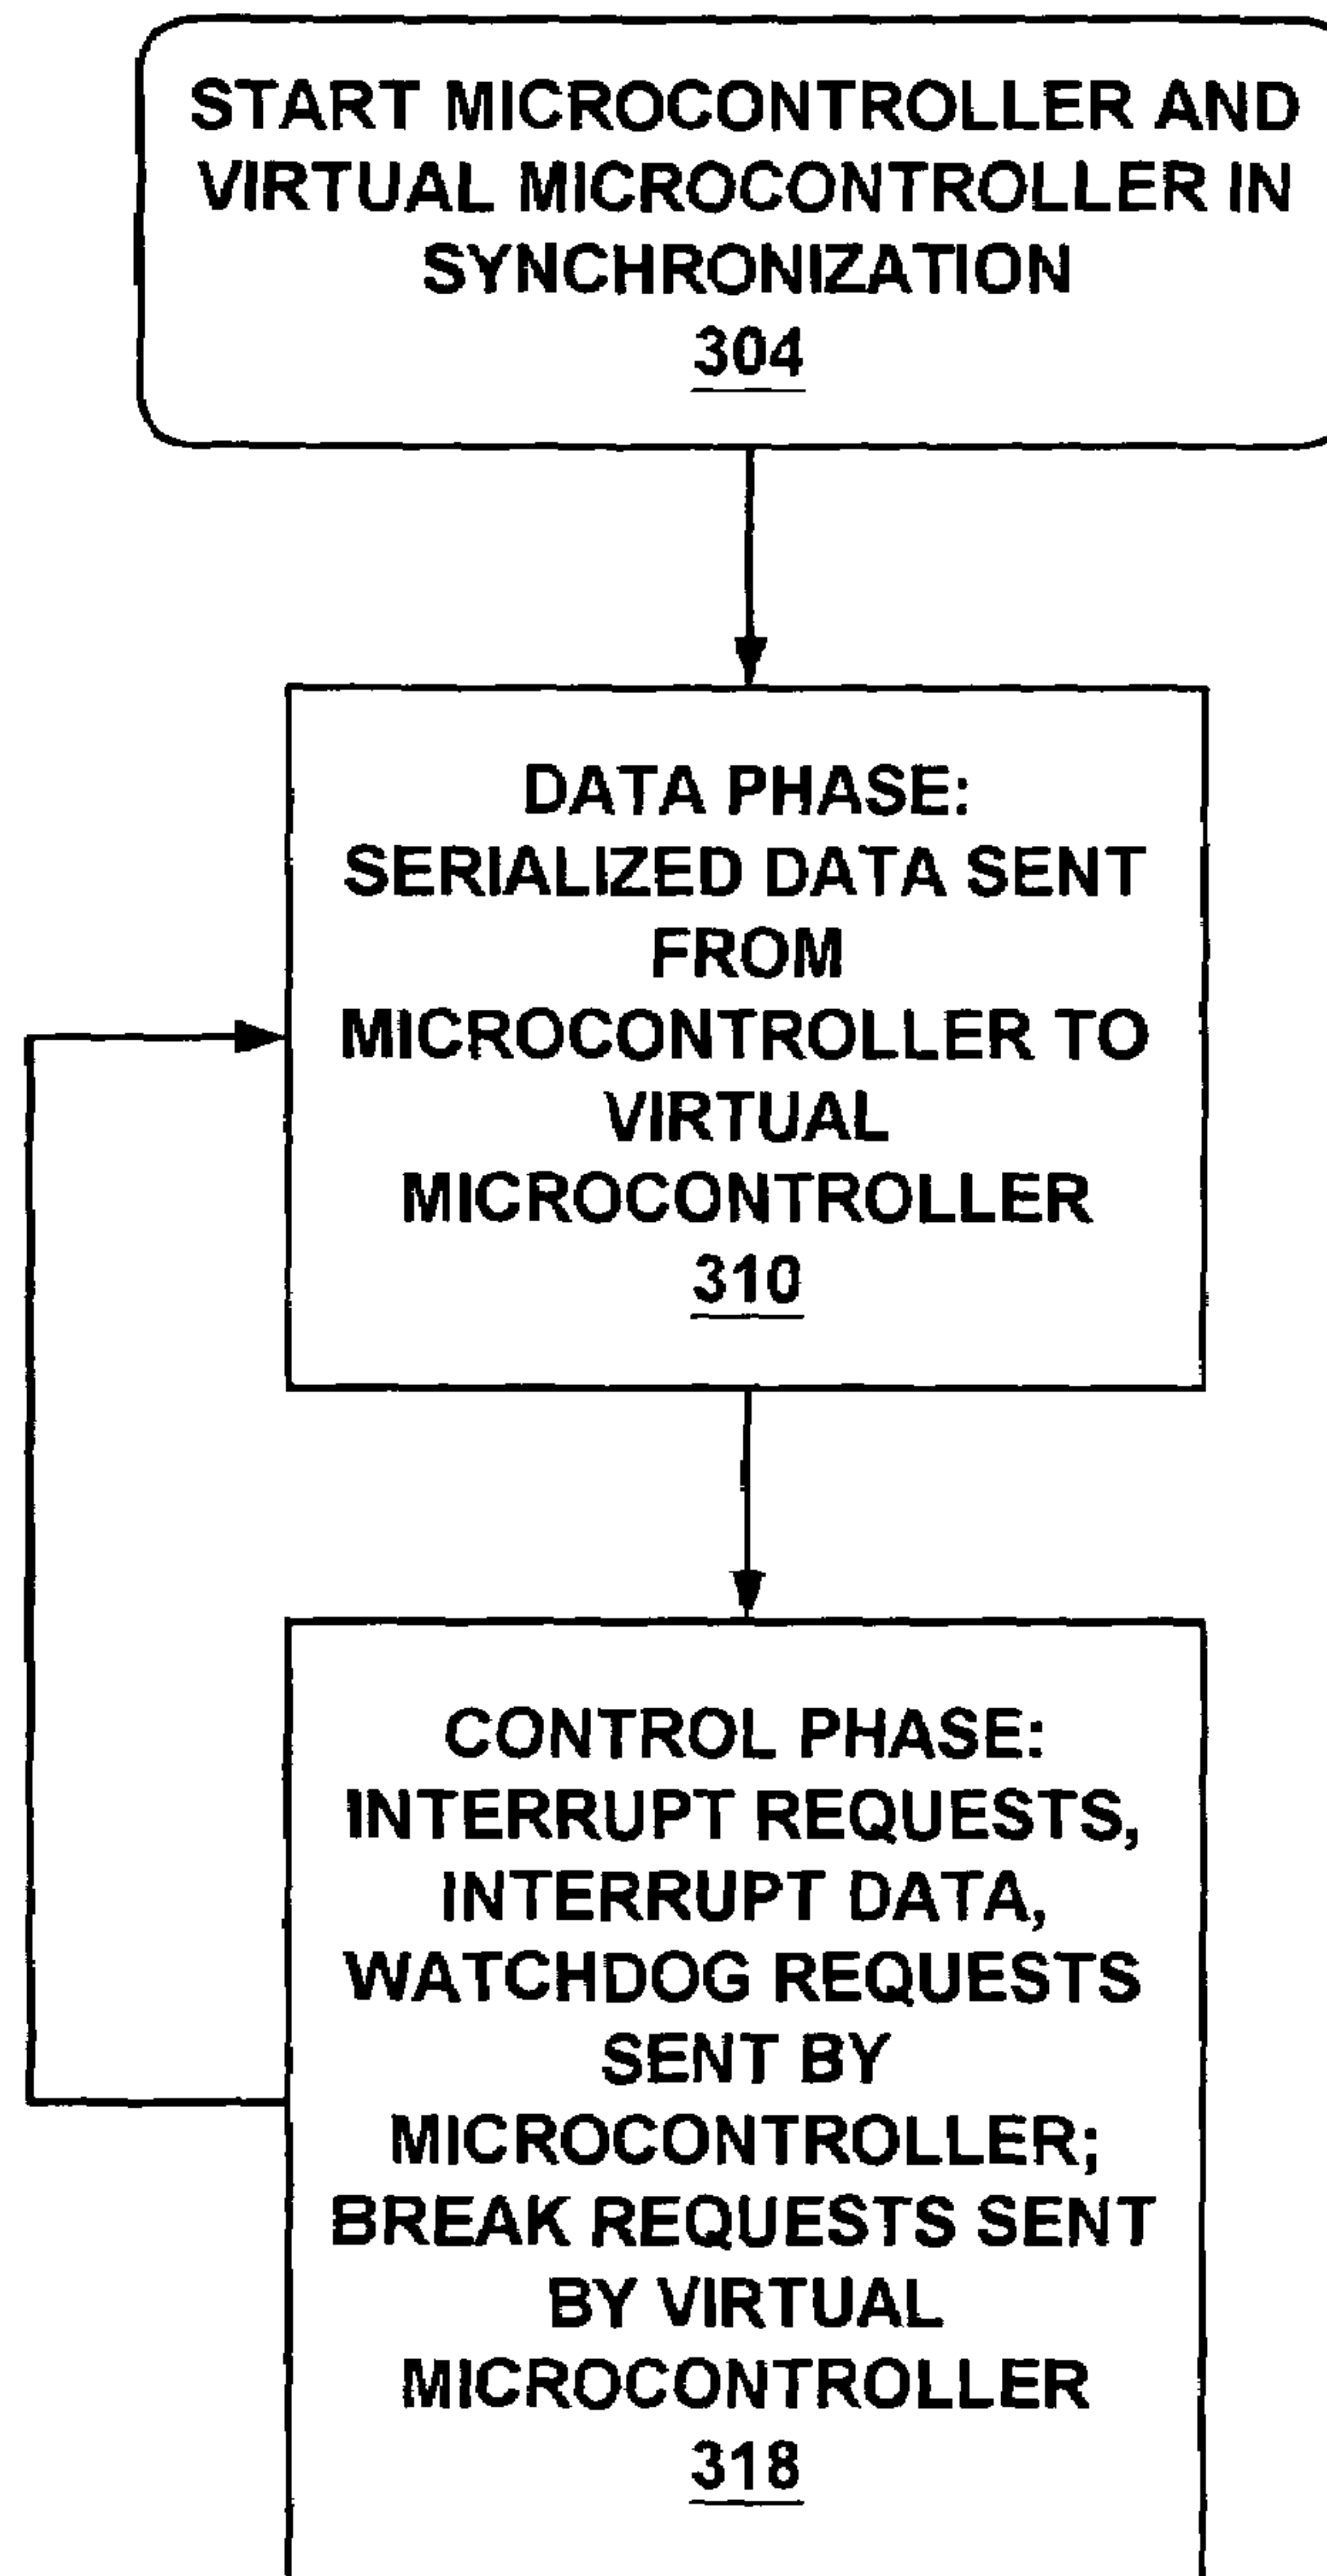 START MICROCONTROLLER AND
VIRTUAL MICROCONTROLLER IN
SYNCHRONIZATION
304
DATA PHASE:
SERIALIZED DATA SENT
FROM
MICROCONTROLLER TO
VIRTUAL
MICROCONTROLLER
310
CONTROL PHASE:
INTERRUPT REQUESTS,
INTERRUPT DATA,
WATCHDOG REQUESTS
SENT BY
MICROCONTROLLER;
BREAK REQUESTS SENT
BY VIRTUAL
MICROCONTROLLER
318